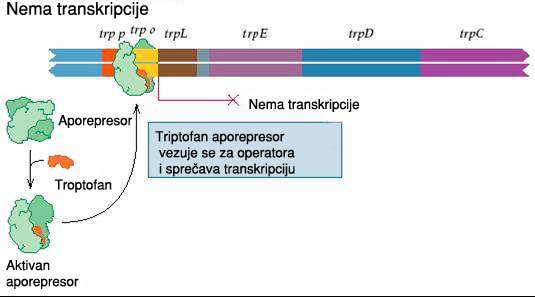 Nema transkripcije
trp p trp o trpL trpE trpD trpC
Nema transkripcije
Aporepresor
Triptofan aporepresor
vezuje se za operatora
i sprečava transkripciju
Troptofan
Aktivan
aporepresor